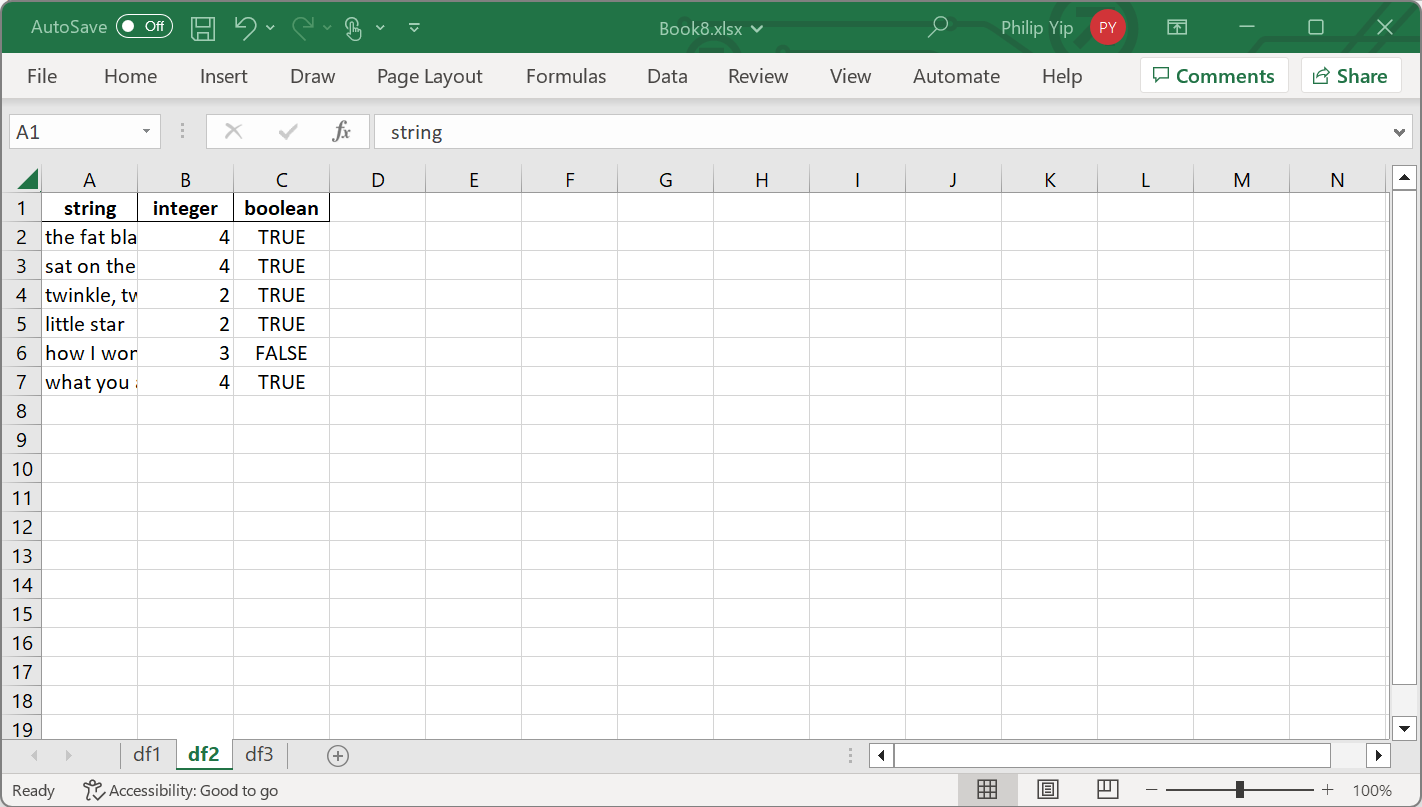 AutoSave Off Book8.xlsx Philip Yip PY
File Home Insert Draw Page Layout Formulas Data Review View Automate Help Comments Share
A1 fx string
A B C D E F G H I J K L M N
1 string integer boolean
2 the fat bla 4 TRUE
3 sat on the 4 TRUE
4 twinkle, tw 2 TRUE
5 little star 2 TRUE
6 how I won 3 FALSE
7 what you 4 TRUE
8
9
10
11
12
13
14
15
16
17
18
19
df1 df2 df3
Ready Accessibility: Good to go 100%